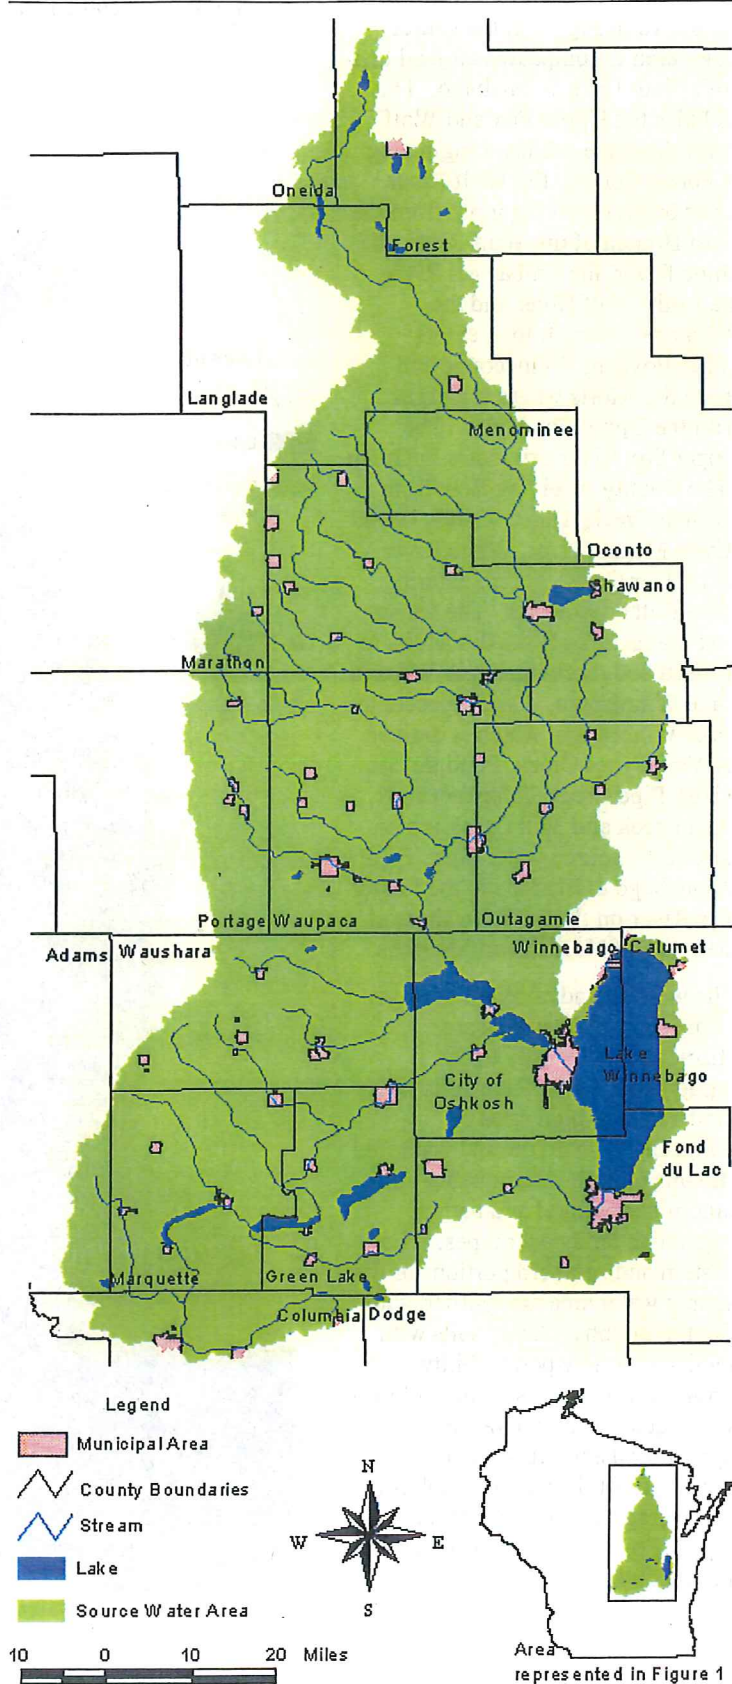 Oneida
Forest
Langlade
Menominee
Oconto
Shawano
Marathon
Portage
Waupaca
Outagamie
Adams
Waushara
Winnebago
Calumet
Lake
Winnebago
City of
Oshkosh
Fond
du Lac
Marquette
Green Lake
Columbia
Dodge
Legend
Municipal Area
County Boundaries
Stream
Lake
Source Water Area
N
W
E
S
10 0 10 20 Miles
Area
represented in Figure 1